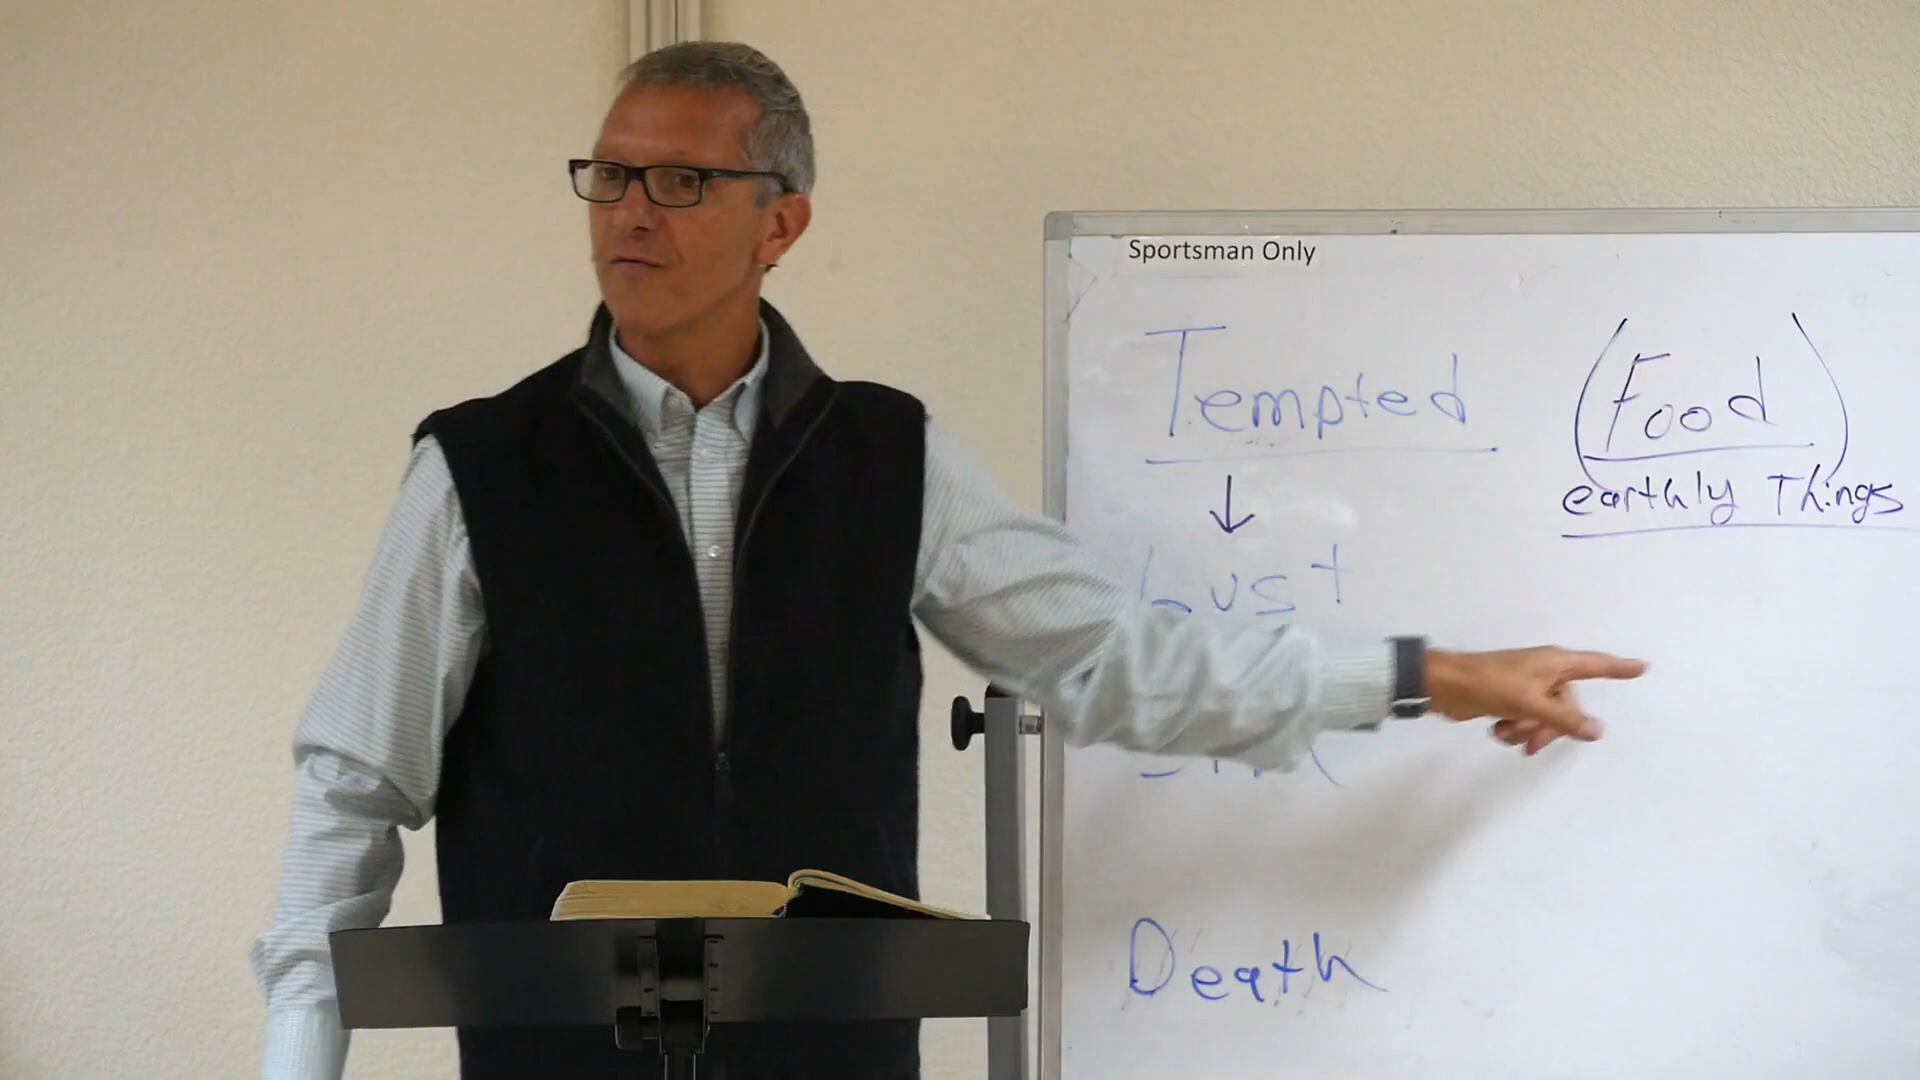 Sportsman Only
Tempted
(Food)
earthly Things
↓
Lust
Death